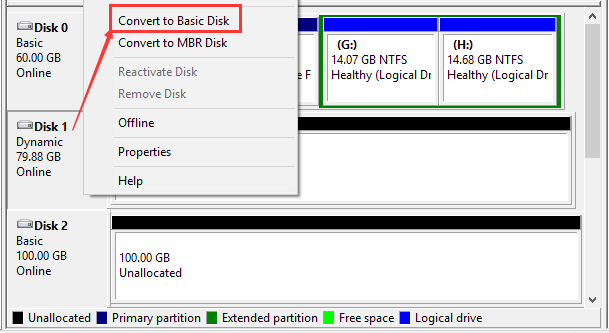 Disk 0
Basic
60.00 GB
Online
Convert to Basic Disk
Convert to MBR Disk
Reactivate Disk
Remove Disk
Offline
Properties
Help
e F
(G:)
14.07 GB NTFS
Healthy (Logical Dr
(H:)
14.68 GB NTFS
Healthy (Logical Dr
Disk 1
Dynamic
79.88 GB
Online
Disk 2
Basic
100.00 GB
Online
100.00 GB
Unallocated
Unallocated Primary partition Extended partition Free space Logical drive